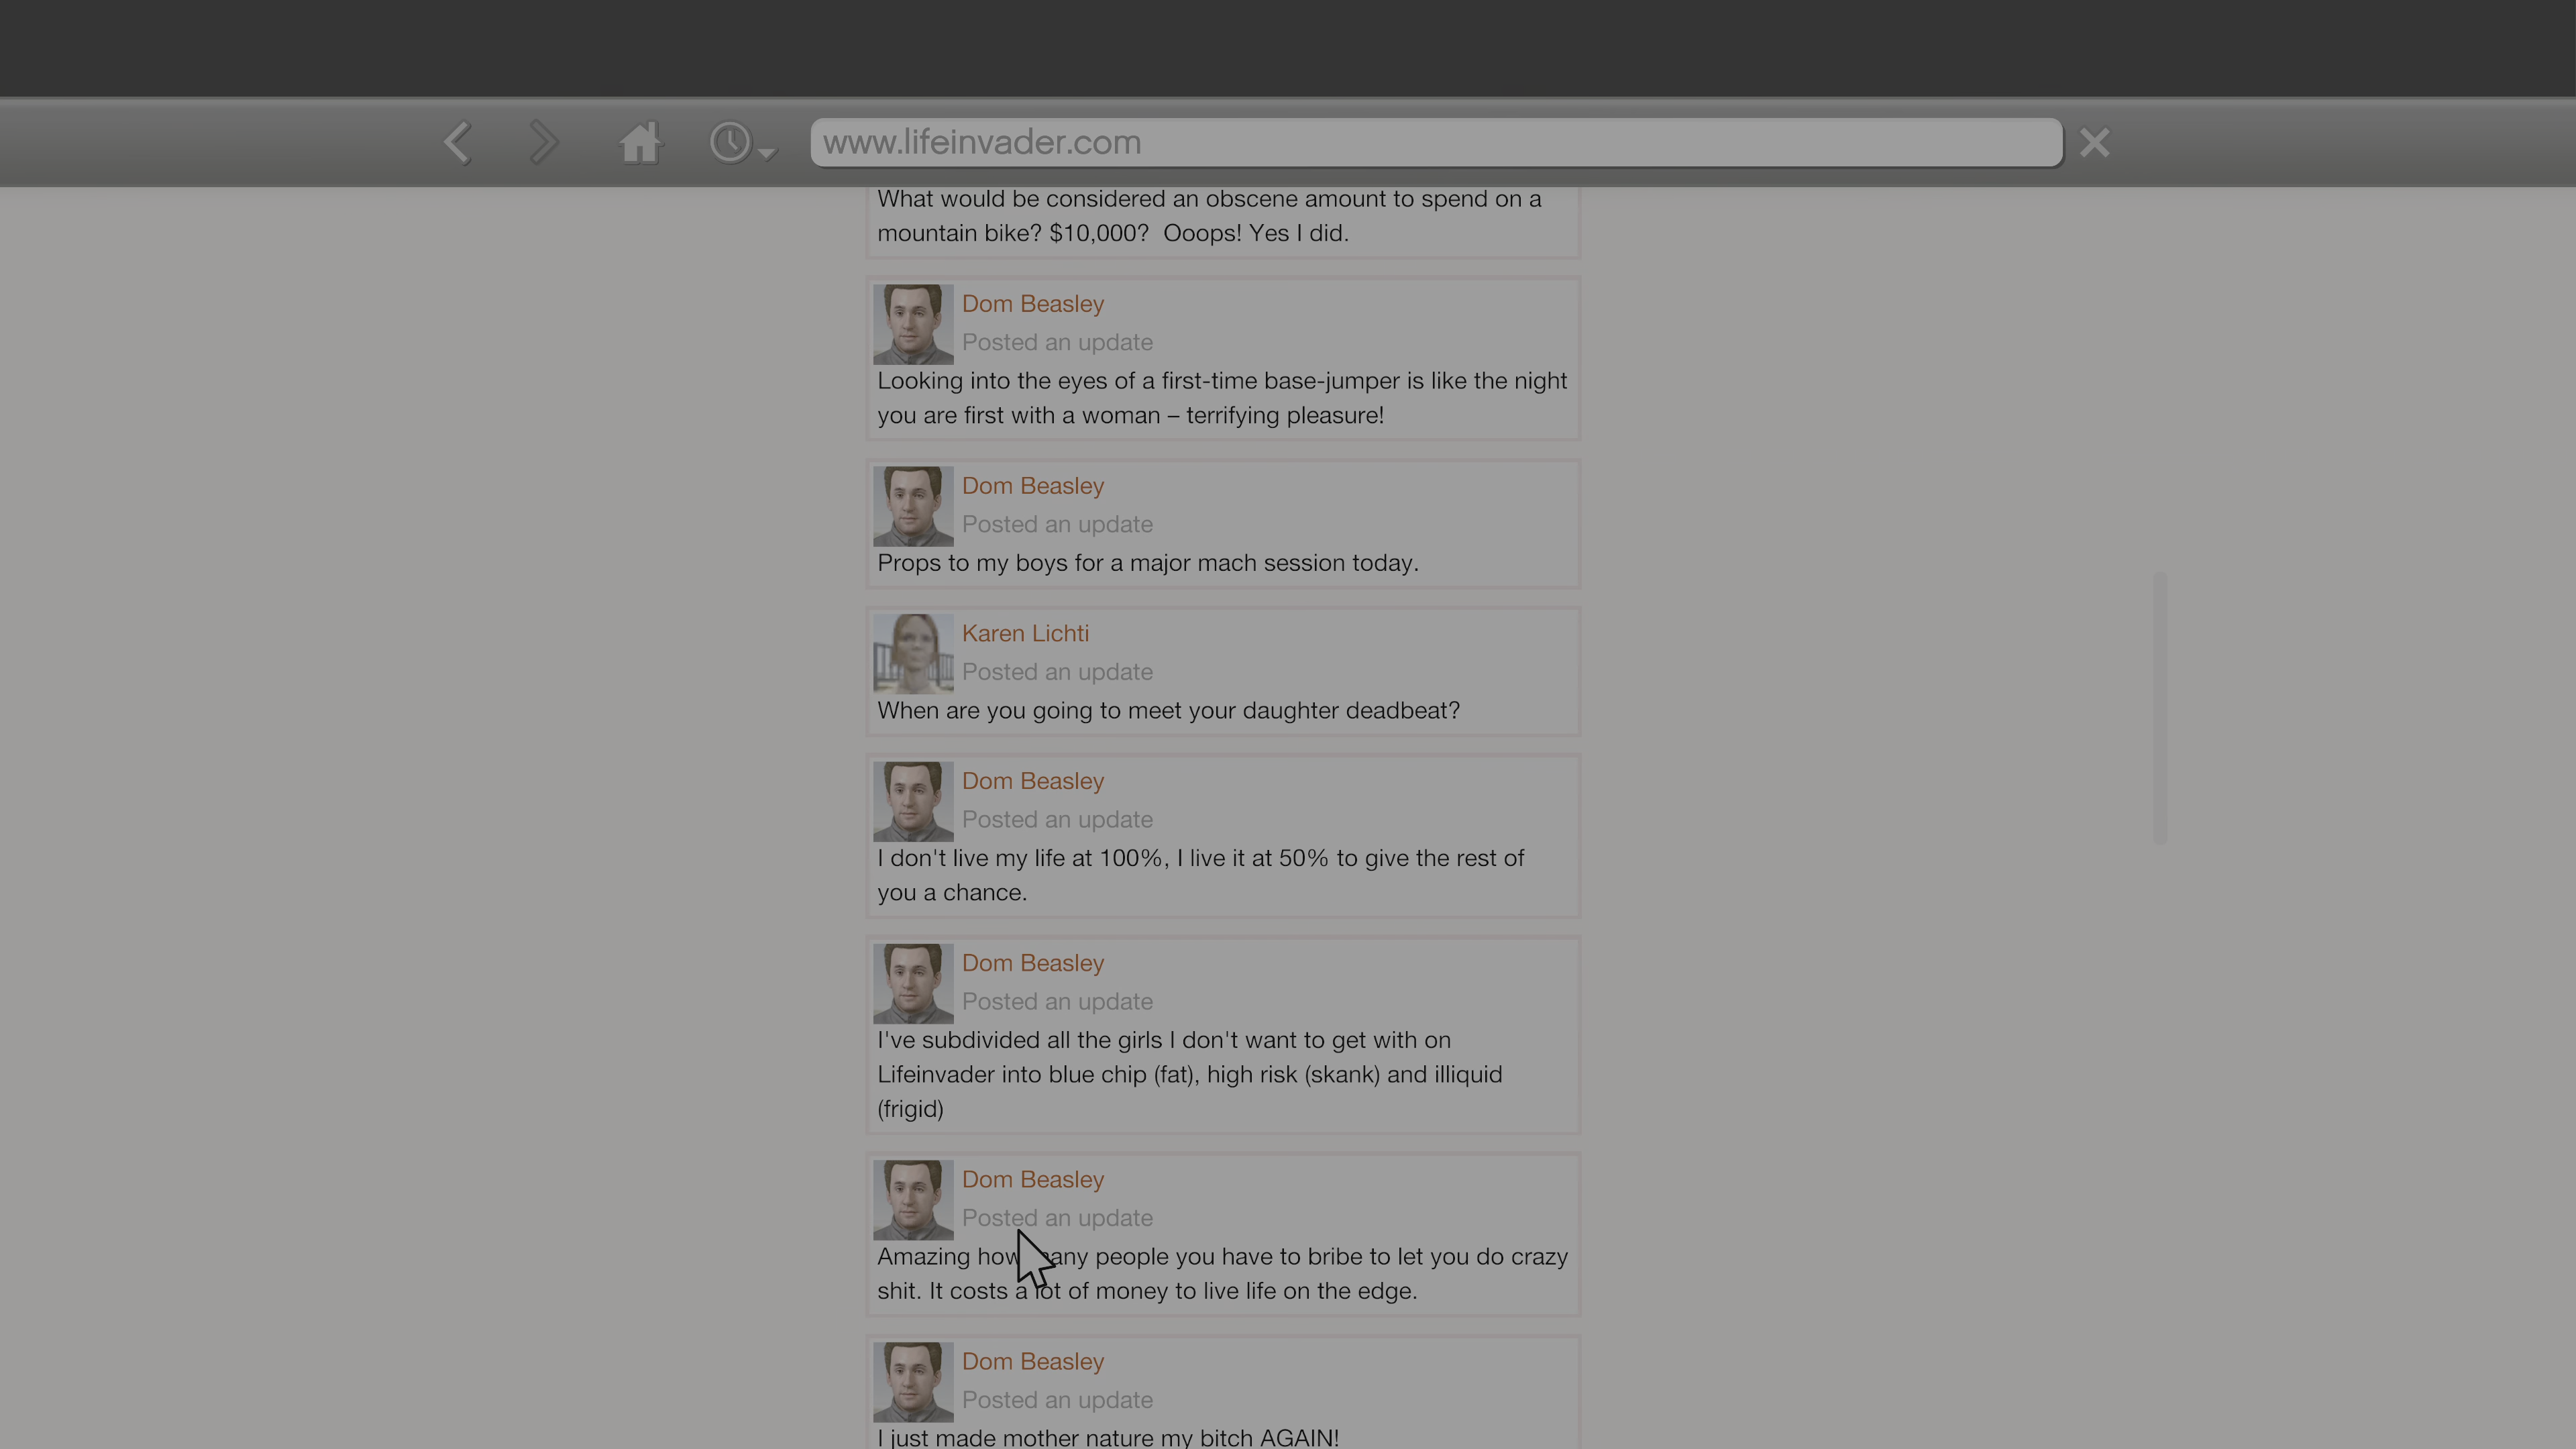 www.lifeinvader.com
What would be considered an obscene amount to spend on a
mountain bike? $10,000?  Ooops! Yes I did.
Dom Beasley
Posted an update
Looking into the eyes of a first-time base-jumper is like the night
you are first with a woman – terrifying pleasure!
Dom Beasley
Posted an update
Props to my boys for a major mach session today.
Karen Lichti
Posted an update
When are you going to meet your daughter deadbeat?
Dom Beasley
Posted an update
I don't live my life at 100%, I live it at 50% to give the rest of
you a chance.
Dom Beasley
Posted an update
I've subdivided all the girls I don't want to get with on
Lifeinvader into blue chip (fat), high risk (skank) and illiquid
(frigid)
Dom Beasley
Posted an update
Amazing how many people you have to bribe to let you do crazy
shit. It costs a lot of money to live life on the edge.
Dom Beasley
Posted an update
I just made mother nature my bitch AGAIN!